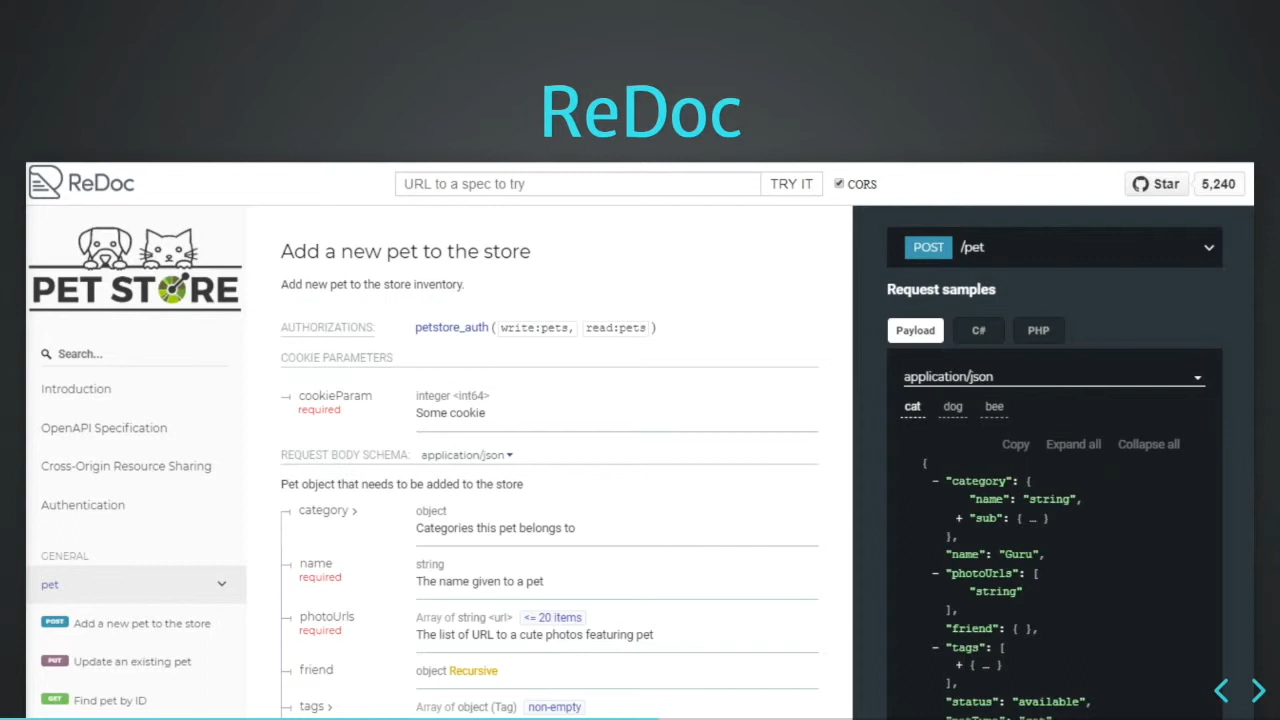 ReDoc
ReDoc
URL to a spec to try
TRY IT
CORS
Star
5,240
PET STORE
Search...
Introduction
OpenAPI Specification
Cross-Origin Resource Sharing
Authentication
GENERAL
pet
POST Add a new pet to the store
PUT Update an existing pet
GET Find pet by ID
Add a new pet to the store
Add new pet to the store inventory.
AUTHORIZATIONS: petstore_auth ( write:pets, read:pets )
COOKIE PARAMETERS
cookieParam integer <int64>
required Some cookie
REQUEST BODY SCHEMA: application/json
Pet object that needs to be added to the store
category > object
Categories this pet belongs to
name string
required The name given to a pet
photoUrls Array of string <url> <= 20 items
required The list of URL to a cute photos featuring pet
friend object Recursive
tags > Array of object (Tag) non-empty
POST /pet
Request samples
Payload C# PHP
application/json
cat dog bee
Copy Expand all Collapse all
{
− "category": {
"name": "string",
+ "sub": { … }
},
"name": "Guru",
− "photoUrls": [
"string"
],
"friend": { },
− "tags": [
+ { … }
],
"status": "available",